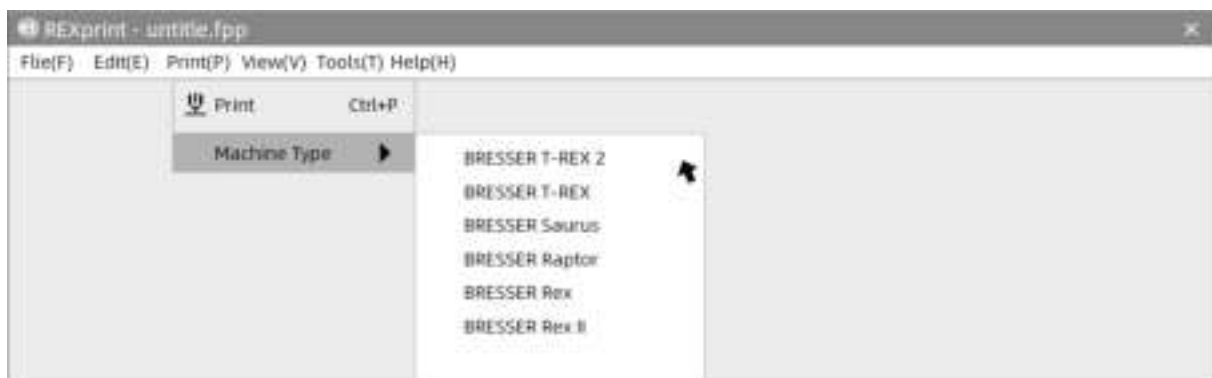 REXprint - untitle.fpp
Flie(F) Edit(E) Print(P) View(V) Tools(T) Help(H)
Print Ctrl+P
Machine Type
BRESSER T-REX 2
BRESSER T-REX
BRESSER Saurus
BRESSER Raptor
BRESSER Rex
BRESSER Rex II